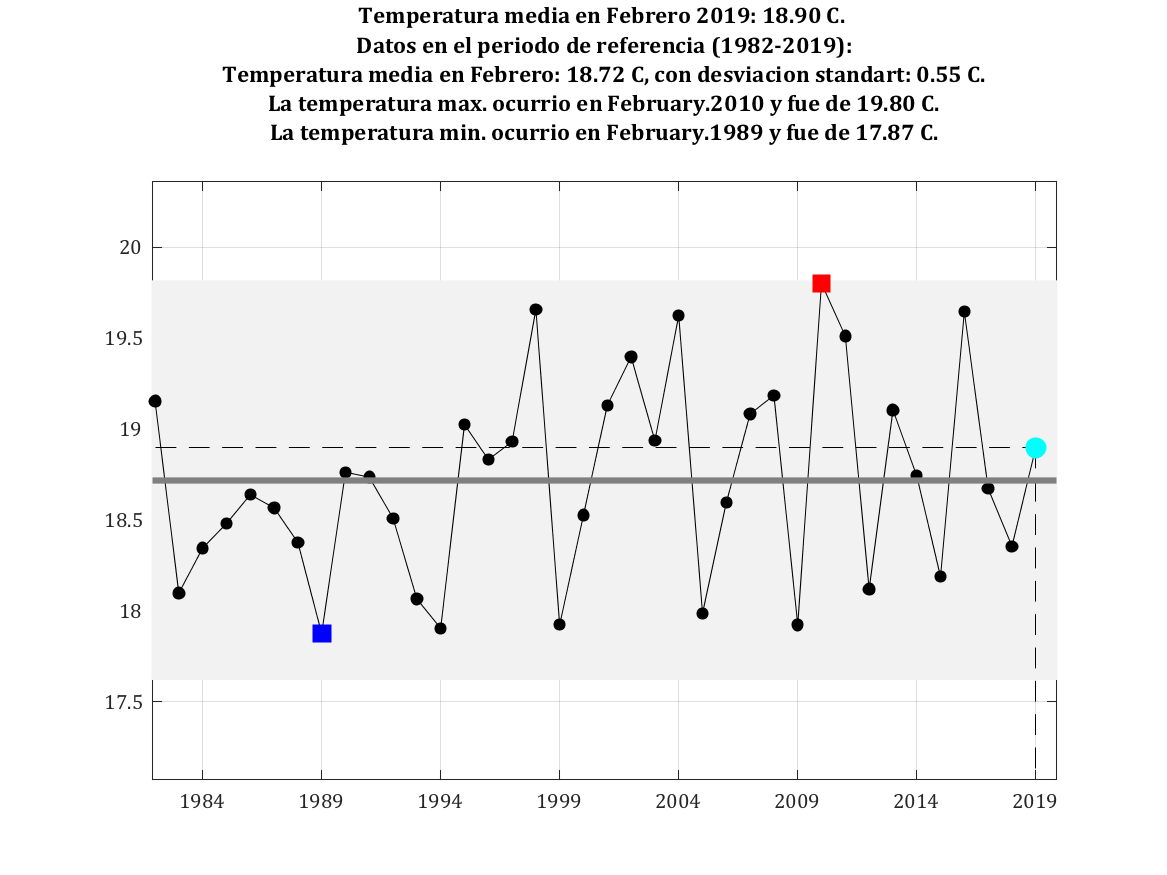 Temperatura media en Febrero 2019: 18.90 C.
Datos en el periodo de referencia (1982-2019):
Temperatura media en Febrero: 18.72 C, con desviacion standart: 0.55 C.
La temperatura max. ocurrio en February.2010 y fue de 19.80 C.
La temperatura min. ocurrio en February.1989 y fue de 17.87 C.
20
19.5
19
18.5
18
17.5
1984 1989 1994 1999 2004 2009 2014 2019